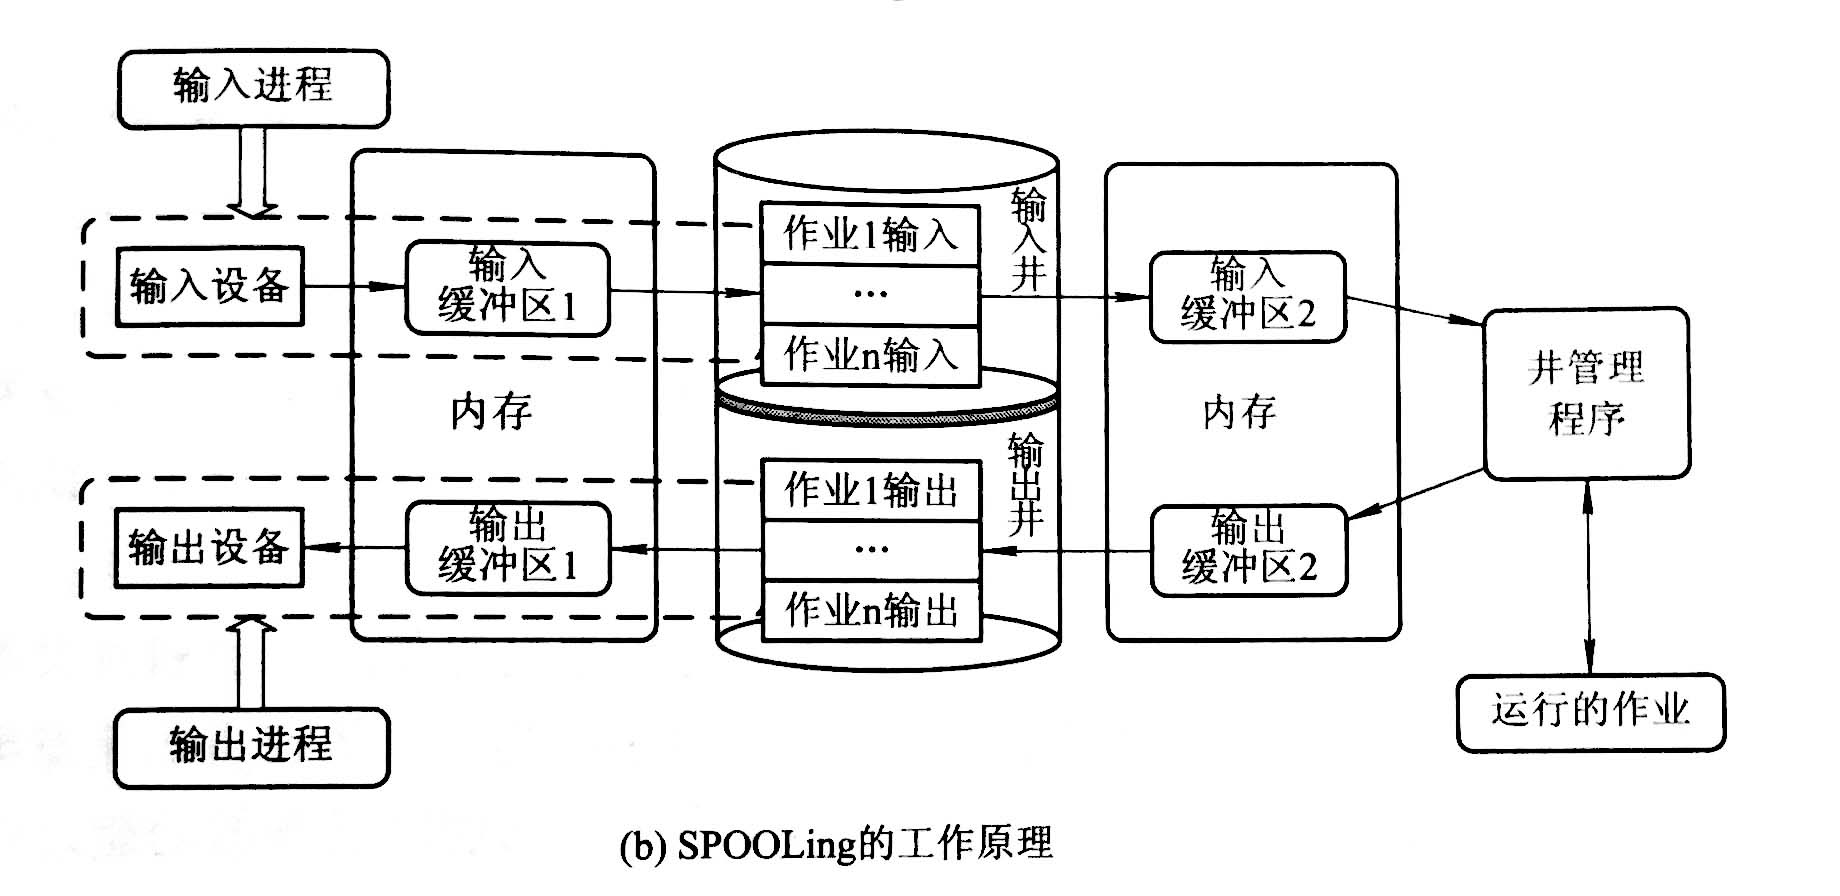 输入进程
输入设备
输入
缓冲区1
作业1输入
...
作业n输入
输入井
输入
缓冲区2
井管理
程序
内存
内存
输出设备
输出
缓冲区1
作业1输出
...
作业n输出
输出井
输出
缓冲区2
输出进程
运行的作业
(b) SPOOLing的工作原理